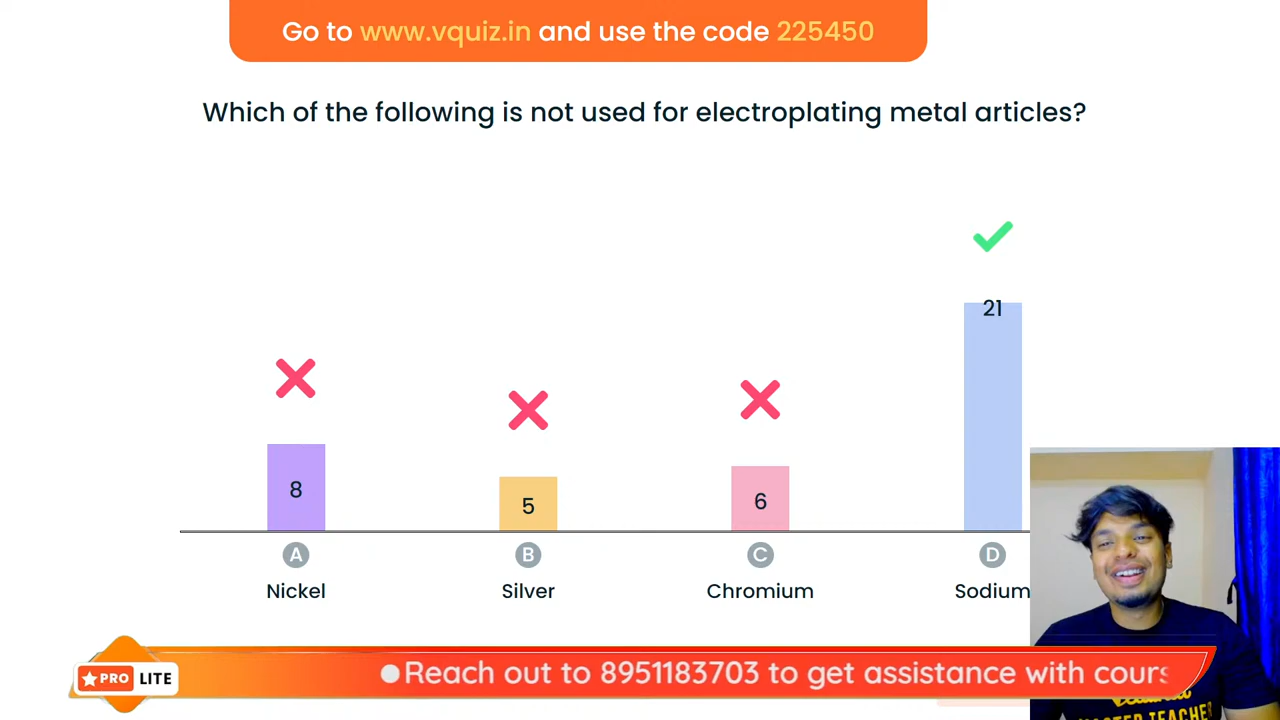 Go to www.vquiz.in and use the code 225450
Which of the following is not used for electroplating metal articles?
21
8
5
6
A
B
C
D
Nickel
Silver
Chromium
Sodium
PRO LITE
Reach out to 8951183703 to get assistance with cours
MASTER TEACHER